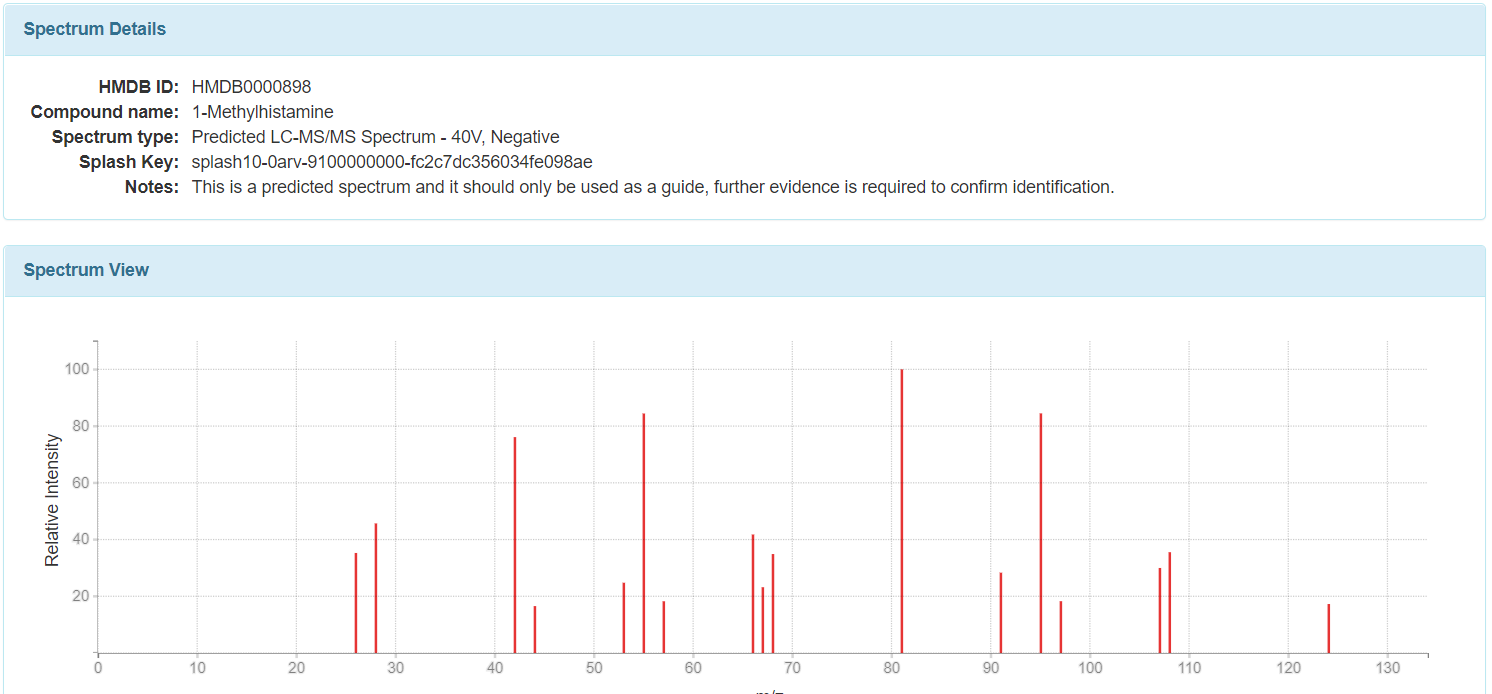 Spectrum Details
HMDB ID: HMDB0000898
Compound name: 1-Methylhistamine
Spectrum type: Predicted LC-MS/MS Spectrum - 40V, Negative
Splash Key: splash10-0arv-9100000000-fc2c7dc356034fe098ae
Notes: This is a predicted spectrum and it should only be used as a guide, further evidence is required to confirm identification.
Spectrum View
100
80
60
40
20
Relative Intensity
0 10 20 30 40 50 60 70 80 90 100 110 120 130